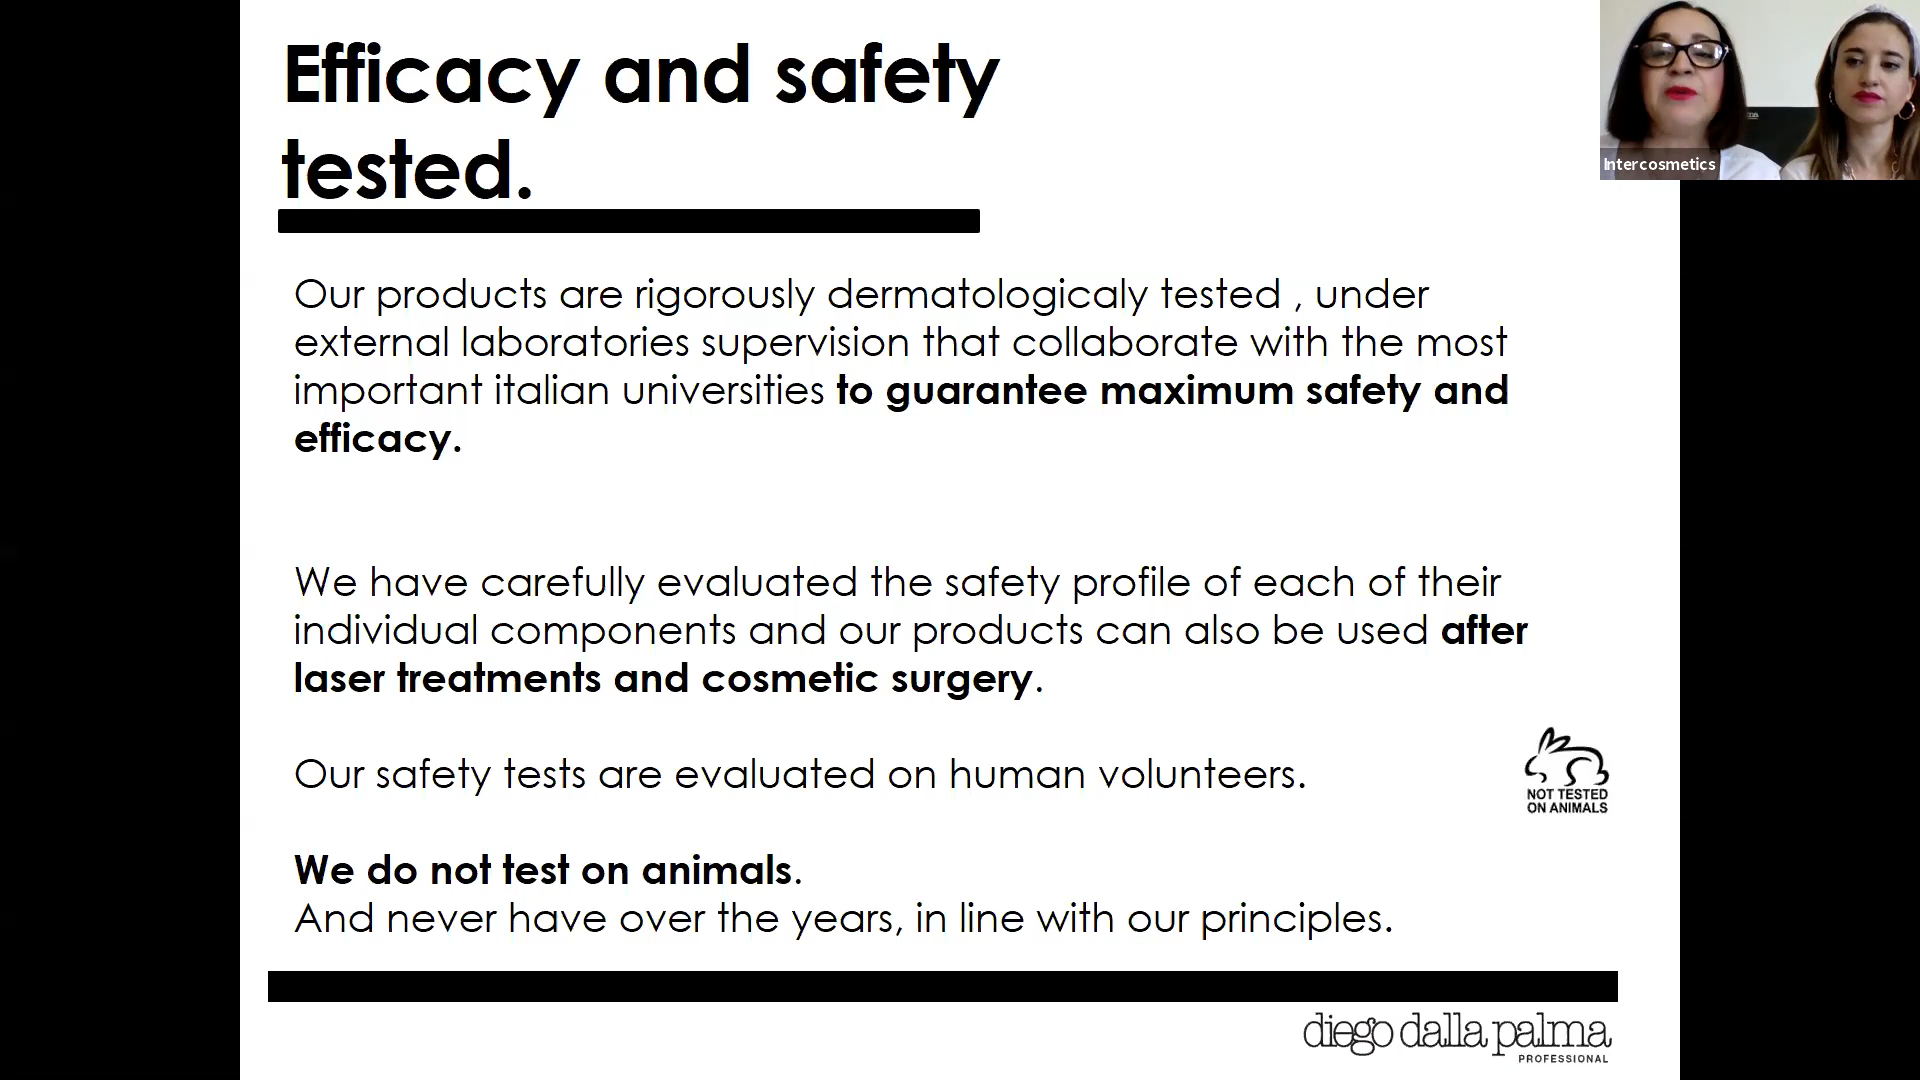 Efficacy and safety
tested.
Intercosmetics
Our products are rigorously dermatologicaly tested , under
external laboratories supervision that collaborate with the most
important italian universities to guarantee maximum safety and
efficacy.
We have carefully evaluated the safety profile of each of their
individual components and our products can also be used after
laser treatments and cosmetic surgery.
Our safety tests are evaluated on human volunteers.
NOT TESTED
ON ANIMALS
We do not test on animals.
And never have over the years, in line with our principles.
diego dalla palma
PROFESSIONAL